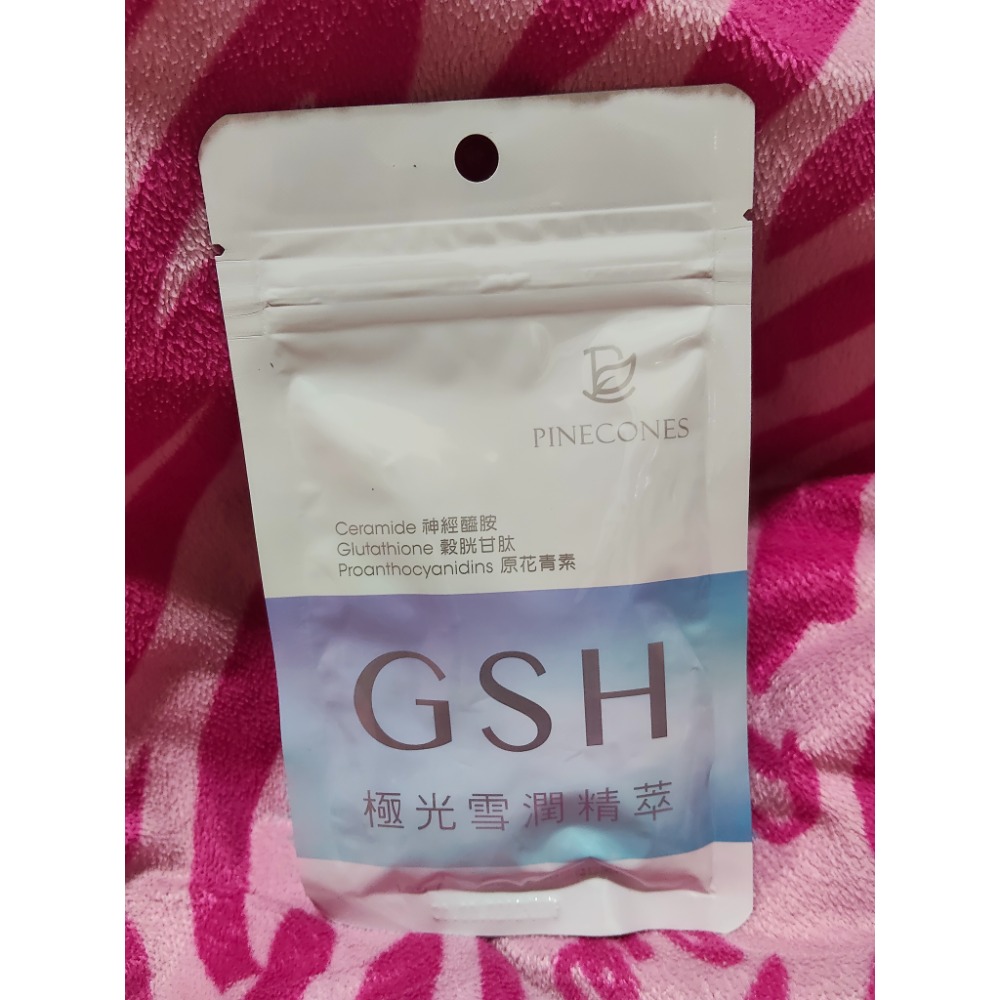 PINECONES
Ceramide 神經醯胺
Glutathione 穀胱甘肽
Proanthocyanidins 原花青素
GSH
極光雪潤精萃